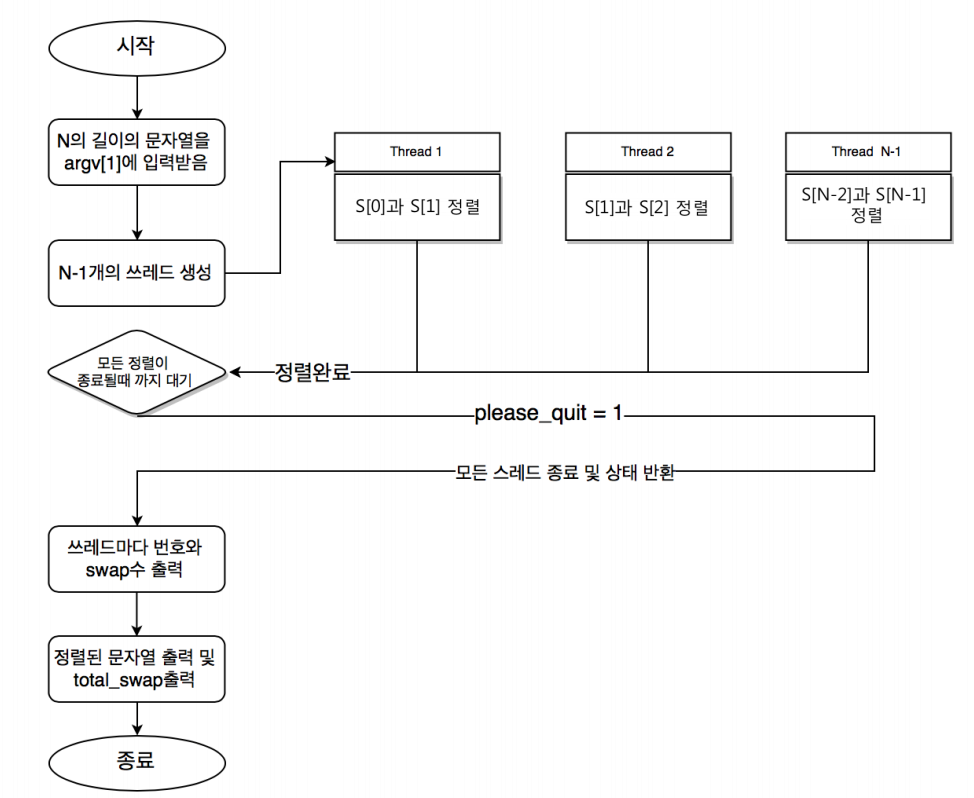 시작
N의 길이의 문자열을
argv[1]에 입력받음
N-1개의 쓰레드 생성
Thread 1
S[0]과 S[1] 정렬
Thread 2
S[1]과 S[2] 정렬
Thread N-1
S[N-2]과 S[N-1]
정렬
모든 정렬이
종료될때 까지 대기
정렬완료
please_quit = 1
모든 스레드 종료 및 상태 반환
쓰레드마다 번호와
swap수 출력
정렬된 문자열 출력 및
total_swap출력
종료